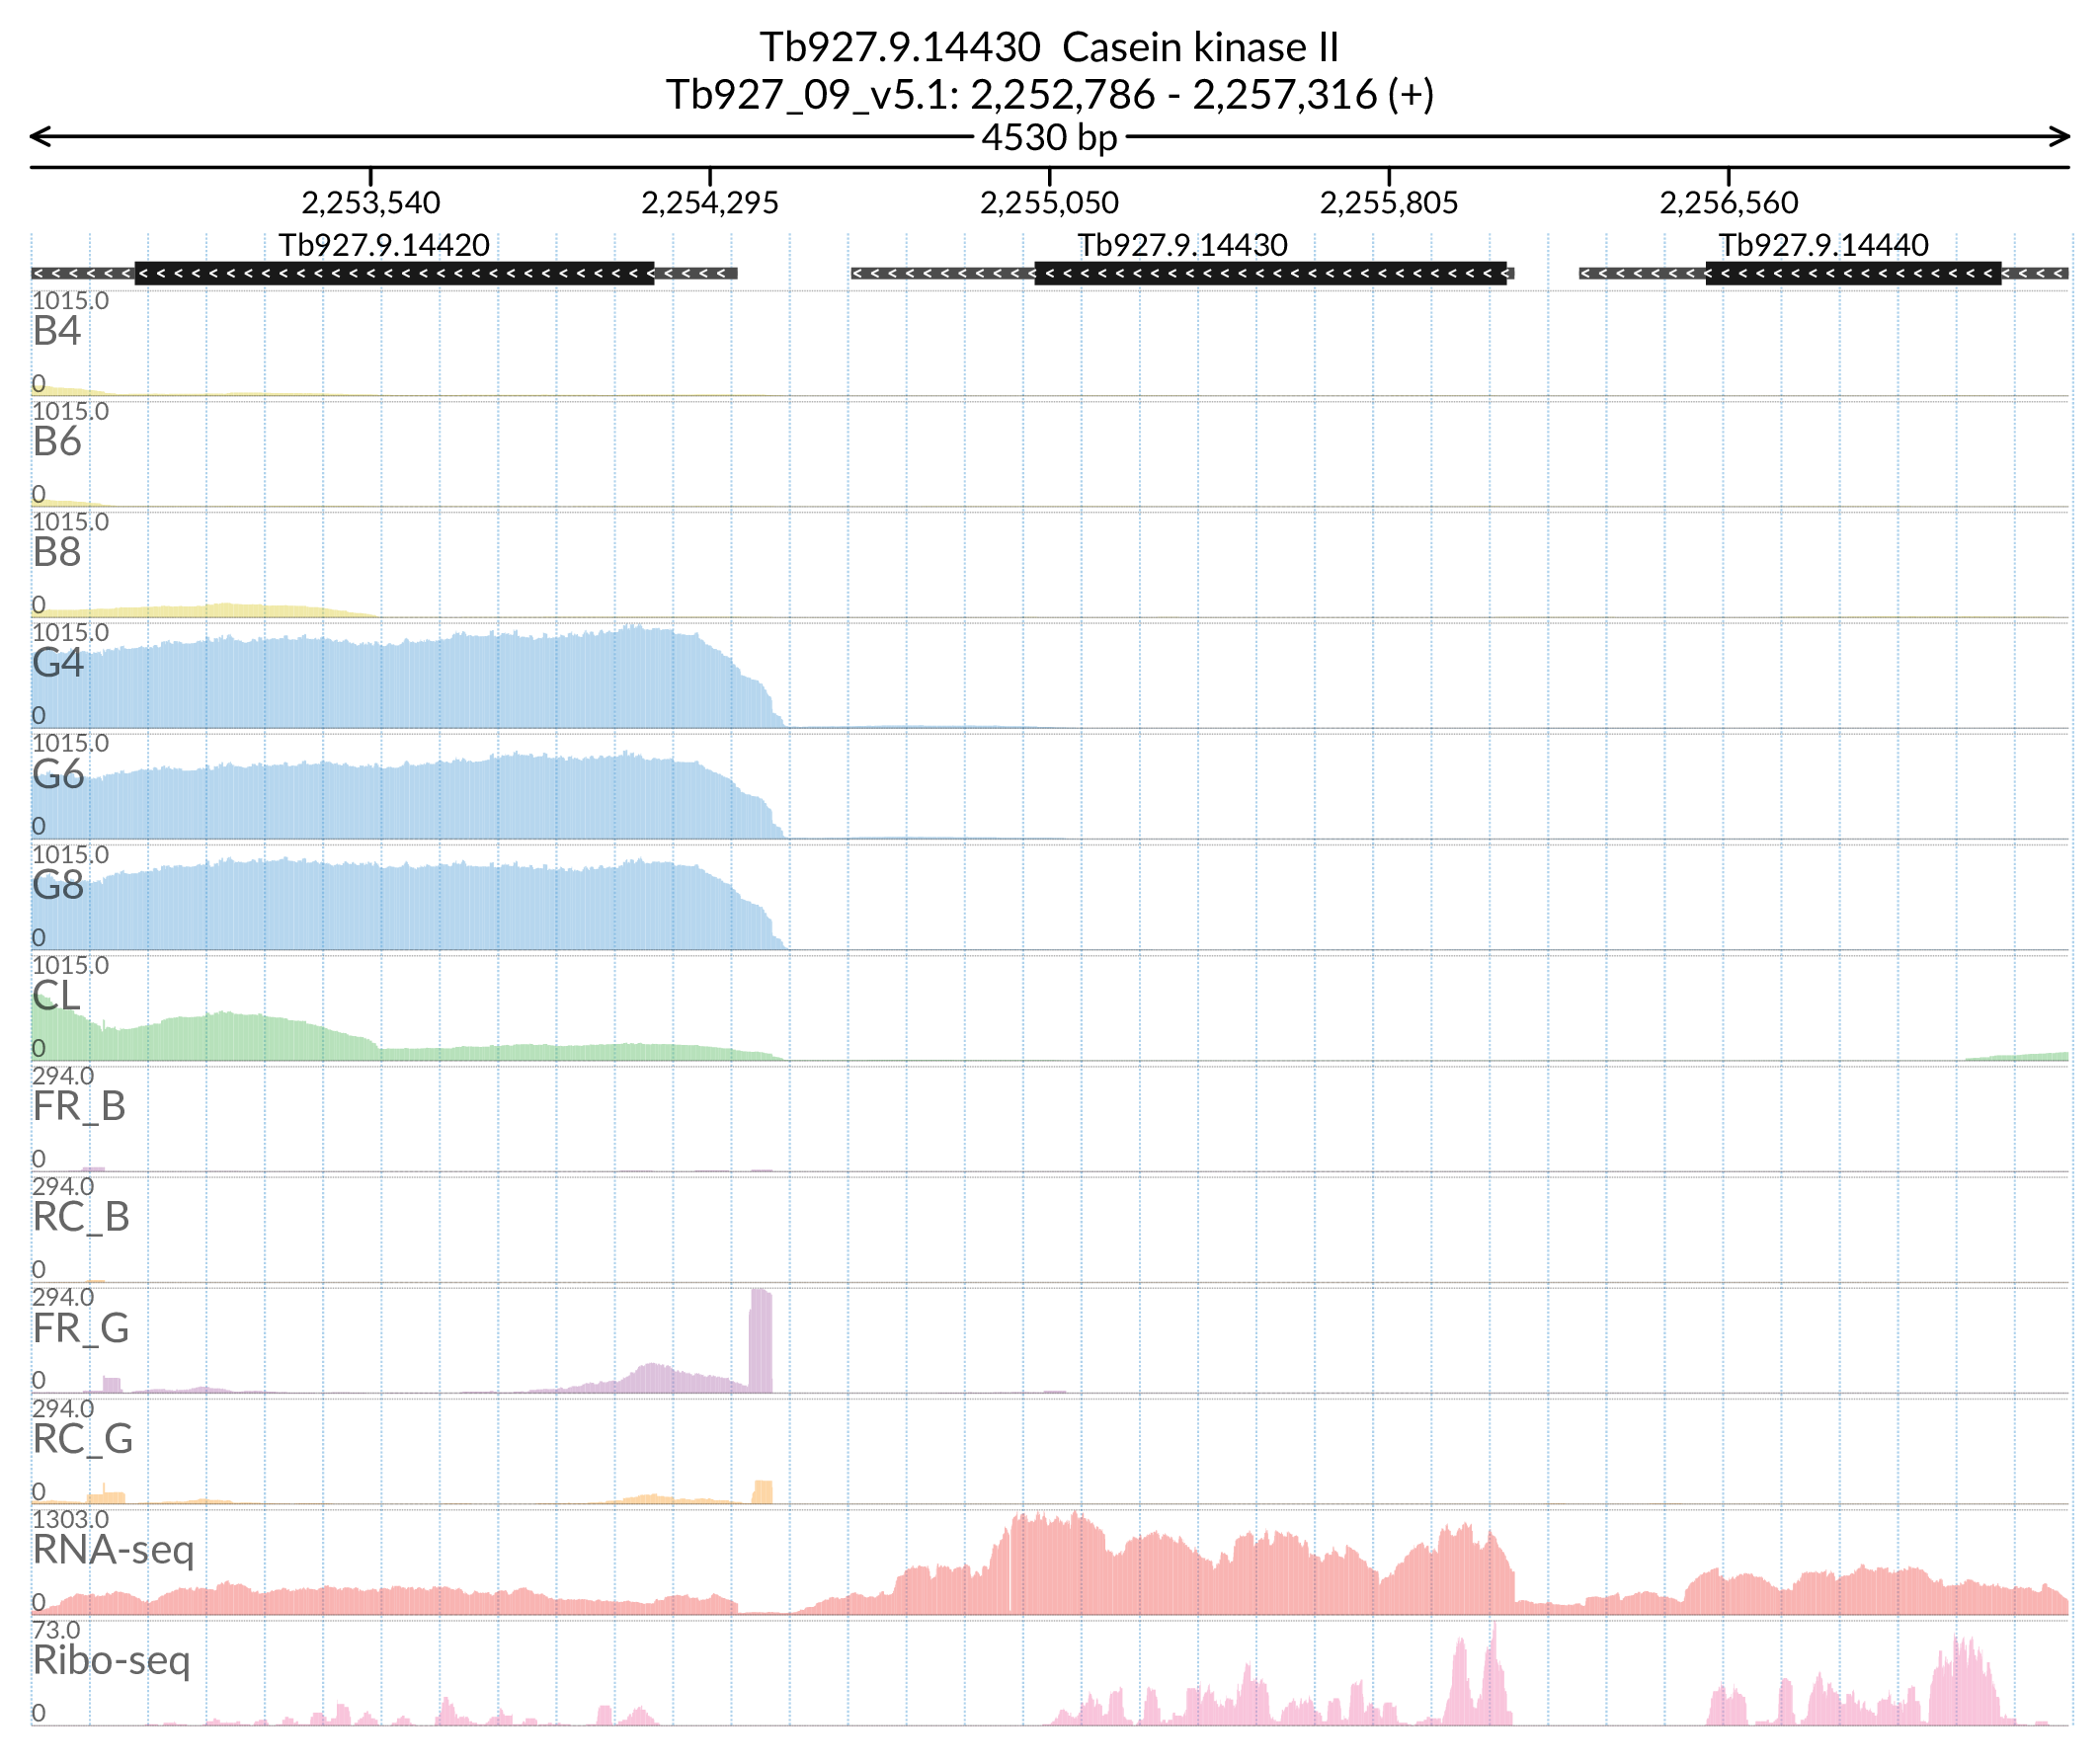 Tb927.9.14430 Casein kinase II
Tb927_09_v5.1: 2,252,786 - 2,257,316 (+)
4530 bp
2,253,540 2,254,295 2,255,050 2,255,805 2,256,560
Tb927.9.14420 Tb927.9.14430 Tb927.9.14440
1015.0
B4
0
1015.0
B6
0
1015.0
B8
0
1015.0
G4
0
1015.0
G6
0
1015.0
G8
0
1015.0
CL
0
294.0
FR_B
0
294.0
RC_B
0
294.0
FR_G
0
294.0
RC_G
0
1303.0
RNA-seq
0
73.0
Ribo-seq
0